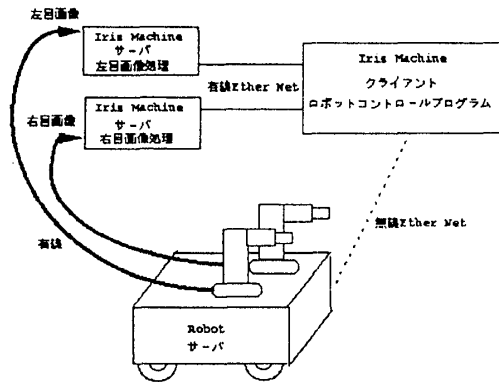 左目画像
Iris Machine
サーバ
左目画像処理
Iris Machine
クライアント
ロボットコントロールプログラム
有線Ether Net
右目画像
Iris Machine
サーバ
右目画像処理
有線
無線Ether Net
Robot
サーバ